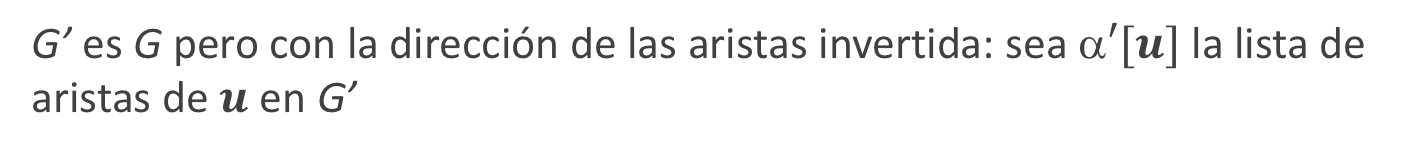 G’ es G pero con la dirección de las aristas invertida: sea α′[u] la lista de
aristas de u en G’